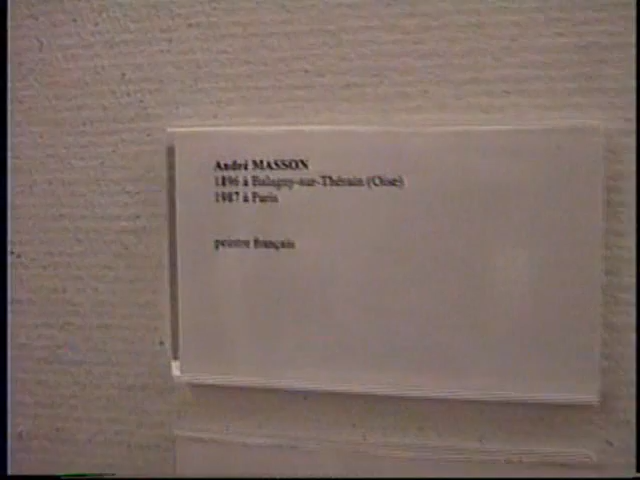 André MASSON
1896 à Balagny-sur-Thérain (Oise)
1987 à Paris
peintre français